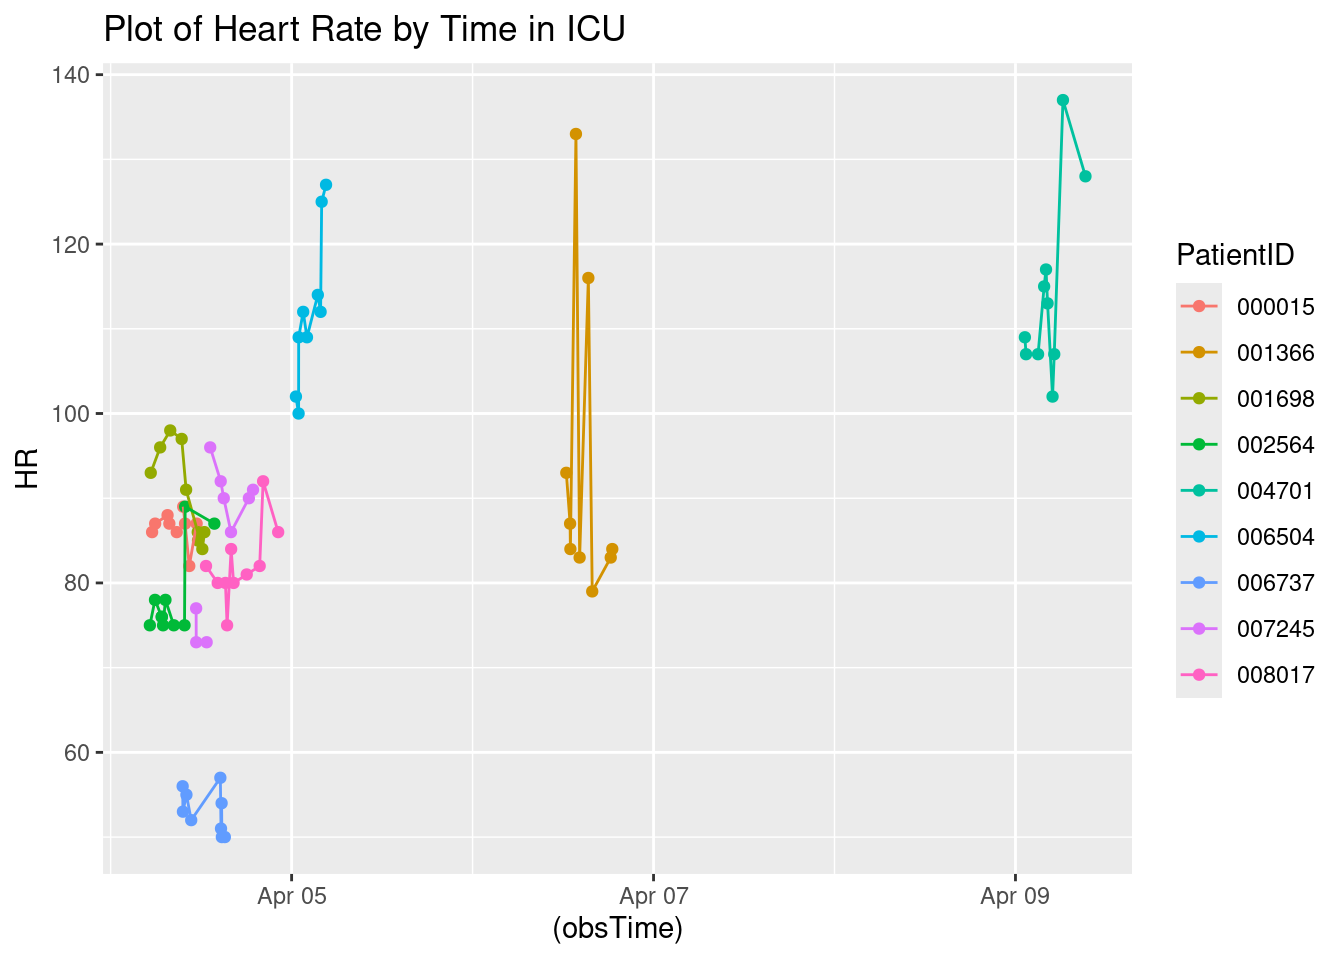 Plot of Heart Rate by Time in ICU
140
120
100
80
60
HR
Apr 05
Apr 07
Apr 09
(obsTime)
PatientID
000015
001366
001698
002564
004701
006504
006737
007245
008017